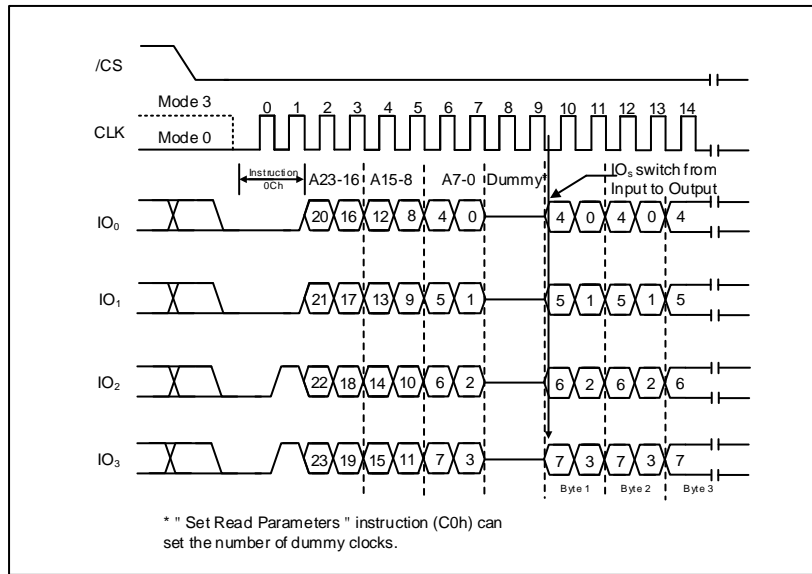 /CS
Mode 3
0 1 2 3 4 5 6 7 8 9 10 11 12 13 14
CLK
Mode 0
Instruction
0Ch
A23-16 A15-8 A7-0 Dummy*
IOs switch from
Input to Output
IO0
20 16 12 8 4 0 4 0 4 0 4
IO1
21 17 13 9 5 1 5 1 5 1 5
IO2
22 18 14 10 6 2 6 2 6 2 6
IO3
23 19 15 11 7 3 7 3 7 3 7
Byte 1 Byte 2 Byte 3
* " Set Read Parameters " instruction (C0h) can
set the number of dummy clocks.